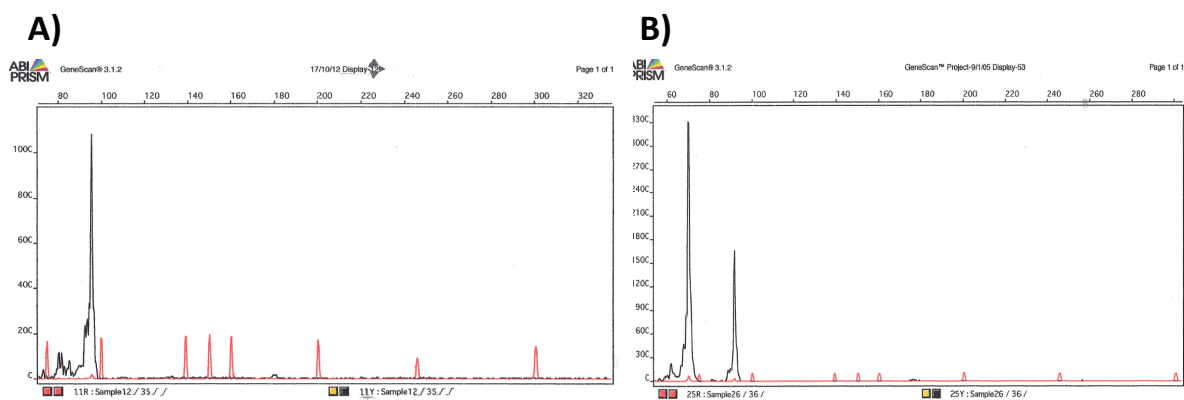 A)
ABI PRISM GeneScan® 3.1.2 17/10/12 Display-12 Page 1 of 1
80 100 120 140 160 180 200 220 240 260 280 300 320
100C
80C
60C
40C
20C
C
11R : Sample12 / 35
11Y : Sample12 / 35
B)
ABI PRISM GeneScan® 3.1.2 GeneScan™ Project-9/1/05 Display-53 Page 1 of 1
60 80 100 120 140 160 180 200 220 240 260 280
330C
300C
270C
240C
210C
180C
150C
120C
90C
60C
30C
C
25R : Sample26 / 36 /
25Y : Sample26 / 36 /